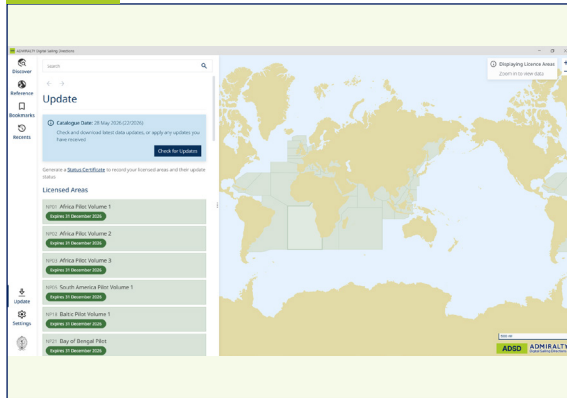 ADMIRALTY Digital Sailing Directions
Discover
Reference
Bookmarks
Recents
Update
Settings
Search
Update
Catalogue Date: 28 May 2026 (22/2026)
Check and download latest data updates, or apply any updates you
have received
Check for Updates
Generate a Status Certificate to record your licensed areas and their update
status
Licensed Areas
NP01 Africa Pilot Volume 1
Expires 31 December 2026
NP02 Africa Pilot Volume 2
Expires 31 December 2026
NP03 Africa Pilot Volume 3
Expires 31 December 2026
NP05 South America Pilot Volume 1
Expires 31 December 2026
NP18 Baltic Pilot Volume 1
Expires 31 December 2026
NP21 Bay of Bengal Pilot
Expires 31 December 2026
Displaying Licence Areas
Zoom in to view data
ADSD ADMIRALTY
Digital Sailing Directions